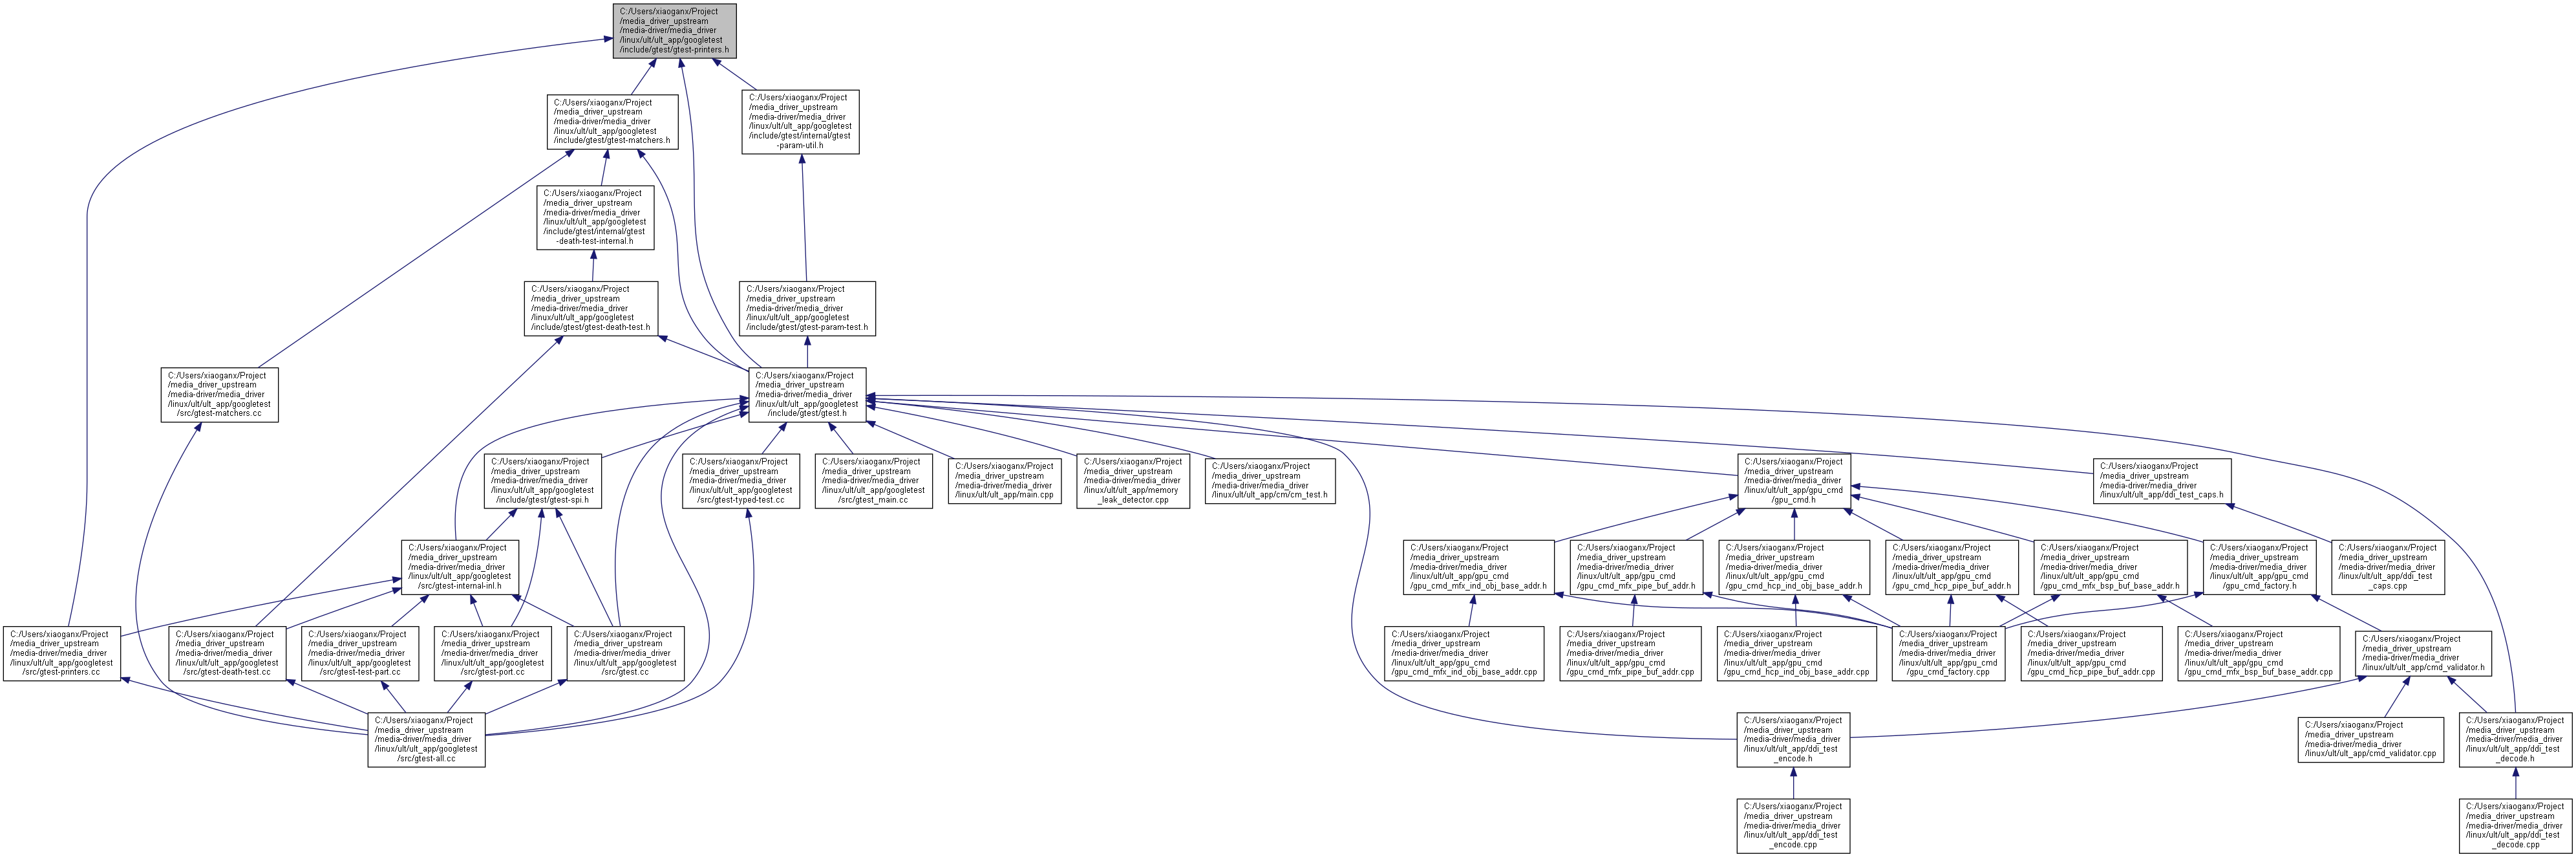 C:/Users/xiaoganx/Project
/media_driver_upstream
/media-driver/media_driver
/linux/ult/ult_app/googletest
/include/gtest/gtest-printers.h
C:/Users/xiaoganx/Project
/media_driver_upstream
/media-driver/media_driver
/linux/ult/ult_app/googletest
/include/gtest/gtest-matchers.h
C:/Users/xiaoganx/Project
/media_driver_upstream
/media-driver/media_driver
/linux/ult/ult_app/googletest
/include/gtest/internal/gtest
-param-util.h
C:/Users/xiaoganx/Project
/media_driver_upstream
/media-driver/media_driver
/linux/ult/ult_app/googletest
/include/gtest/internal/gtest
-death-test-internal.h
C:/Users/xiaoganx/Project
/media_driver_upstream
/media-driver/media_driver
/linux/ult/ult_app/googletest
/include/gtest/gtest-death-test.h
C:/Users/xiaoganx/Project
/media_driver_upstream
/media-driver/media_driver
/linux/ult/ult_app/googletest
/include/gtest/gtest-param-test.h
C:/Users/xiaoganx/Project
/media_driver_upstream
/media-driver/media_driver
/linux/ult/ult_app/googletest
/src/gtest-matchers.cc
C:/Users/xiaoganx/Project
/media_driver_upstream
/media-driver/media_driver
/linux/ult/ult_app/googletest
/include/gtest/gtest.h
C:/Users/xiaoganx/Project
/media_driver_upstream
/media-driver/media_driver
/linux/ult/ult_app/googletest
/include/gtest/gtest-spi.h
C:/Users/xiaoganx/Project
/media_driver_upstream
/media-driver/media_driver
/linux/ult/ult_app/googletest
/src/gtest-typed-test.cc
C:/Users/xiaoganx/Project
/media_driver_upstream
/media-driver/media_driver
/linux/ult/ult_app/googletest
/src/gtest_main.cc
C:/Users/xiaoganx/Project
/media_driver_upstream
/media-driver/media_driver
/linux/ult/ult_app/main.cpp
C:/Users/xiaoganx/Project
/media_driver_upstream
/media-driver/media_driver
/linux/ult/ult_app/memory
_leak_detector.cpp
C:/Users/xiaoganx/Project
/media_driver_upstream
/media-driver/media_driver
/linux/ult/ult_app/cm/cm_test.h
C:/Users/xiaoganx/Project
/media_driver_upstream
/media-driver/media_driver
/linux/ult/ult_app/gpu_cmd
/gpu_cmd.h
C:/Users/xiaoganx/Project
/media_driver_upstream
/media-driver/media_driver
/linux/ult/ult_app/ddi_test_caps.h
C:/Users/xiaoganx/Project
/media_driver_upstream
/media-driver/media_driver
/linux/ult/ult_app/googletest
/src/gtest-internal-inl.h
C:/Users/xiaoganx/Project
/media_driver_upstream
/media-driver/media_driver
/linux/ult/ult_app/gpu_cmd
/gpu_cmd_mfx_ind_obj_base_addr.h
C:/Users/xiaoganx/Project
/media_driver_upstream
/media-driver/media_driver
/linux/ult/ult_app/gpu_cmd
/gpu_cmd_mfx_pipe_buf_addr.h
C:/Users/xiaoganx/Project
/media_driver_upstream
/media-driver/media_driver
/linux/ult/ult_app/gpu_cmd
/gpu_cmd_hcp_ind_obj_base_addr.h
C:/Users/xiaoganx/Project
/media_driver_upstream
/media-driver/media_driver
/linux/ult/ult_app/gpu_cmd
/gpu_cmd_hcp_pipe_buf_addr.h
C:/Users/xiaoganx/Project
/media_driver_upstream
/media-driver/media_driver
/linux/ult/ult_app/gpu_cmd
/gpu_cmd_mfx_bsp_buf_base_addr.h
C:/Users/xiaoganx/Project
/media_driver_upstream
/media-driver/media_driver
/linux/ult/ult_app/gpu_cmd
/gpu_cmd_factory.h
C:/Users/xiaoganx/Project
/media_driver_upstream
/media-driver/media_driver
/linux/ult/ult_app/ddi_test
_caps.cpp
C:/Users/xiaoganx/Project
/media_driver_upstream
/media-driver/media_driver
/linux/ult/ult_app/googletest
/src/gtest-printers.cc
C:/Users/xiaoganx/Project
/media_driver_upstream
/media-driver/media_driver
/linux/ult/ult_app/googletest
/src/gtest-death-test.cc
C:/Users/xiaoganx/Project
/media_driver_upstream
/media-driver/media_driver
/linux/ult/ult_app/googletest
/src/gtest-test-part.cc
C:/Users/xiaoganx/Project
/media_driver_upstream
/media-driver/media_driver
/linux/ult/ult_app/googletest
/src/gtest-port.cc
C:/Users/xiaoganx/Project
/media_driver_upstream
/media-driver/media_driver
/linux/ult/ult_app/googletest
/src/gtest.cc
C:/Users/xiaoganx/Project
/media_driver_upstream
/media-driver/media_driver
/linux/ult/ult_app/gpu_cmd
/gpu_cmd_mfx_ind_obj_base_addr.cpp
C:/Users/xiaoganx/Project
/media_driver_upstream
/media-driver/media_driver
/linux/ult/ult_app/gpu_cmd
/gpu_cmd_mfx_pipe_buf_addr.cpp
C:/Users/xiaoganx/Project
/media_driver_upstream
/media-driver/media_driver
/linux/ult/ult_app/gpu_cmd
/gpu_cmd_hcp_ind_obj_base_addr.cpp
C:/Users/xiaoganx/Project
/media_driver_upstream
/media-driver/media_driver
/linux/ult/ult_app/gpu_cmd
/gpu_cmd_factory.cpp
C:/Users/xiaoganx/Project
/media_driver_upstream
/media-driver/media_driver
/linux/ult/ult_app/gpu_cmd
/gpu_cmd_hcp_pipe_buf_addr.cpp
C:/Users/xiaoganx/Project
/media_driver_upstream
/media-driver/media_driver
/linux/ult/ult_app/gpu_cmd
/gpu_cmd_mfx_bsp_buf_base_addr.cpp
C:/Users/xiaoganx/Project
/media_driver_upstream
/media-driver/media_driver
/linux/ult/ult_app/cmd_validator.h
C:/Users/xiaoganx/Project
/media_driver_upstream
/media-driver/media_driver
/linux/ult/ult_app/googletest
/src/gtest-all.cc
C:/Users/xiaoganx/Project
/media_driver_upstream
/media-driver/media_driver
/linux/ult/ult_app/ddi_test
_encode.h
C:/Users/xiaoganx/Project
/media_driver_upstream
/media-driver/media_driver
/linux/ult/ult_app/cmd_validator.cpp
C:/Users/xiaoganx/Project
/media_driver_upstream
/media-driver/media_driver
/linux/ult/ult_app/ddi_test
_decode.h
C:/Users/xiaoganx/Project
/media_driver_upstream
/media-driver/media_driver
/linux/ult/ult_app/ddi_test
_encode.cpp
C:/Users/xiaoganx/Project
/media_driver_upstream
/media-driver/media_driver
/linux/ult/ult_app/ddi_test
_decode.cpp